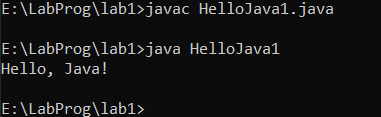 E:\LabProg\lab1>javac HelloJava1.java
E:\LabProg\lab1>java HelloJava1
Hello, Java!
E:\LabProg\lab1>